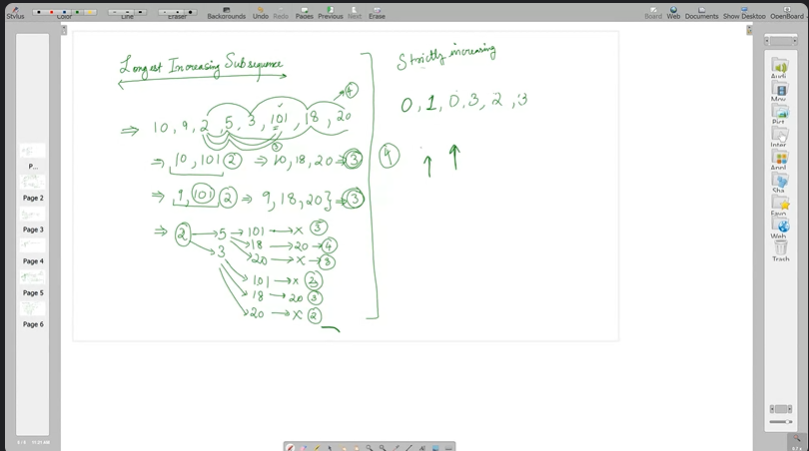 Stylus
Color
Line
Eraser
Backgrounds
Undo
Redo
Pages
Previous
Next
Erase
Board
Web
Documents
Show Desktop
OpenBoard
Longest Increasing Subsequence
Strictly increasing
4
0, 1, 0, 3, 2, 3
⇒ 10, 9, 2, 5, 3, 101, 18, 20
⇒ 10, 101 2 ⇒ 10, 18, 20 → 3
4
⇒ 9, 101 2 ⇒ 9, 18, 20} → 3
⇒ 2 → 5 → 101 → x 3
18 → 20 → 4
3 20 → x → 3
101 → x
18 → 20 3
20 → x 2
P...
Page 2
Page 3
Page 4
Page 5
Page 6
Audi
Mov
Pict
Inter
Appl
Sha
Favo
Web
Trash